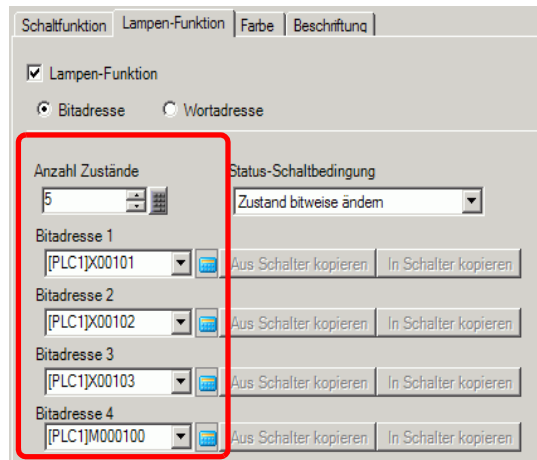 Schaltfunktion Lampen-Funktion Farbe Beschriftung
Lampen-Funktion
Bitadresse Wortadresse
Anzahl Zustände Status-Schaltbedingung
5 Zustand bitweise ändern
Bitadresse 1
[PLC1]X00101 Aus Schalter kopieren In Schalter kopieren
Bitadresse 2
[PLC1]X00102 Aus Schalter kopieren In Schalter kopieren
Bitadresse 3
[PLC1]X00103 Aus Schalter kopieren In Schalter kopieren
Bitadresse 4
[PLC1]M000100 Aus Schalter kopieren In Schalter kopieren